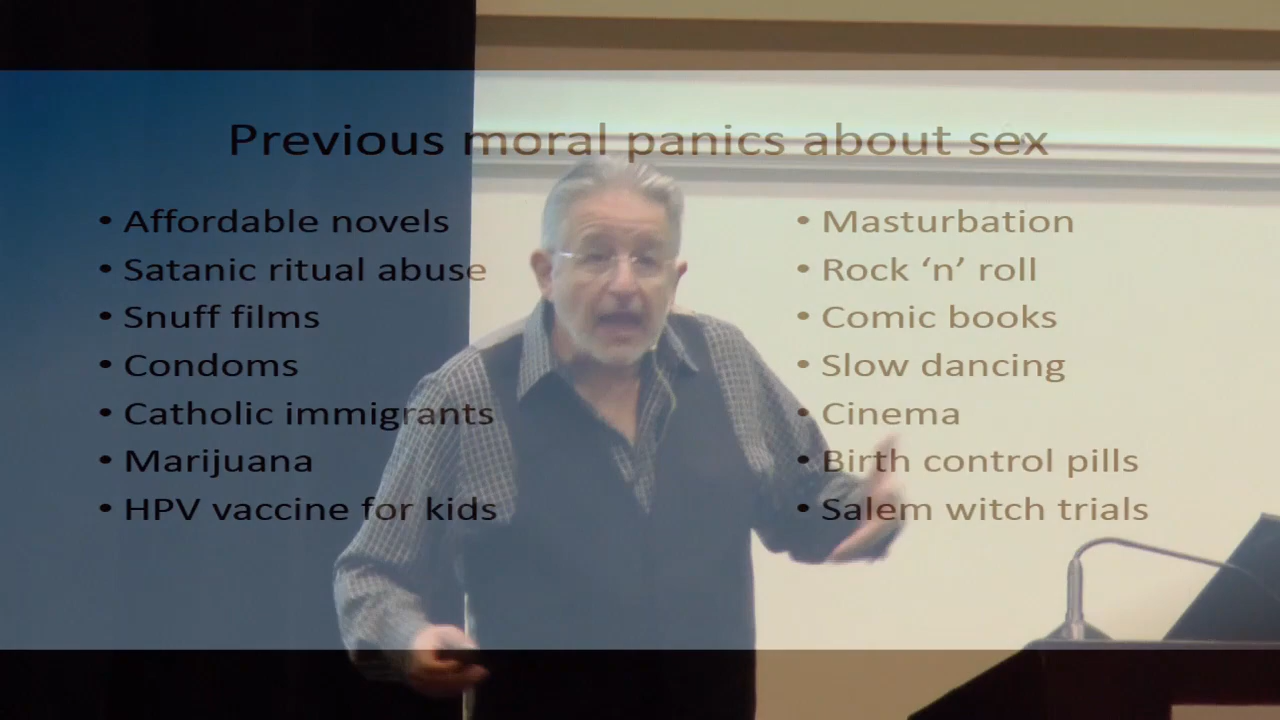 Previous moral panics about sex
• Affordable novels
• Satanic ritual abuse
• Snuff films
• Condoms
• Catholic immigrants
• Marijuana
• HPV vaccine for kids
• Masturbation
• Rock ‘n’ roll
• Comic books
• Slow dancing
• Cinema
• Birth control pills
• Salem witch trials